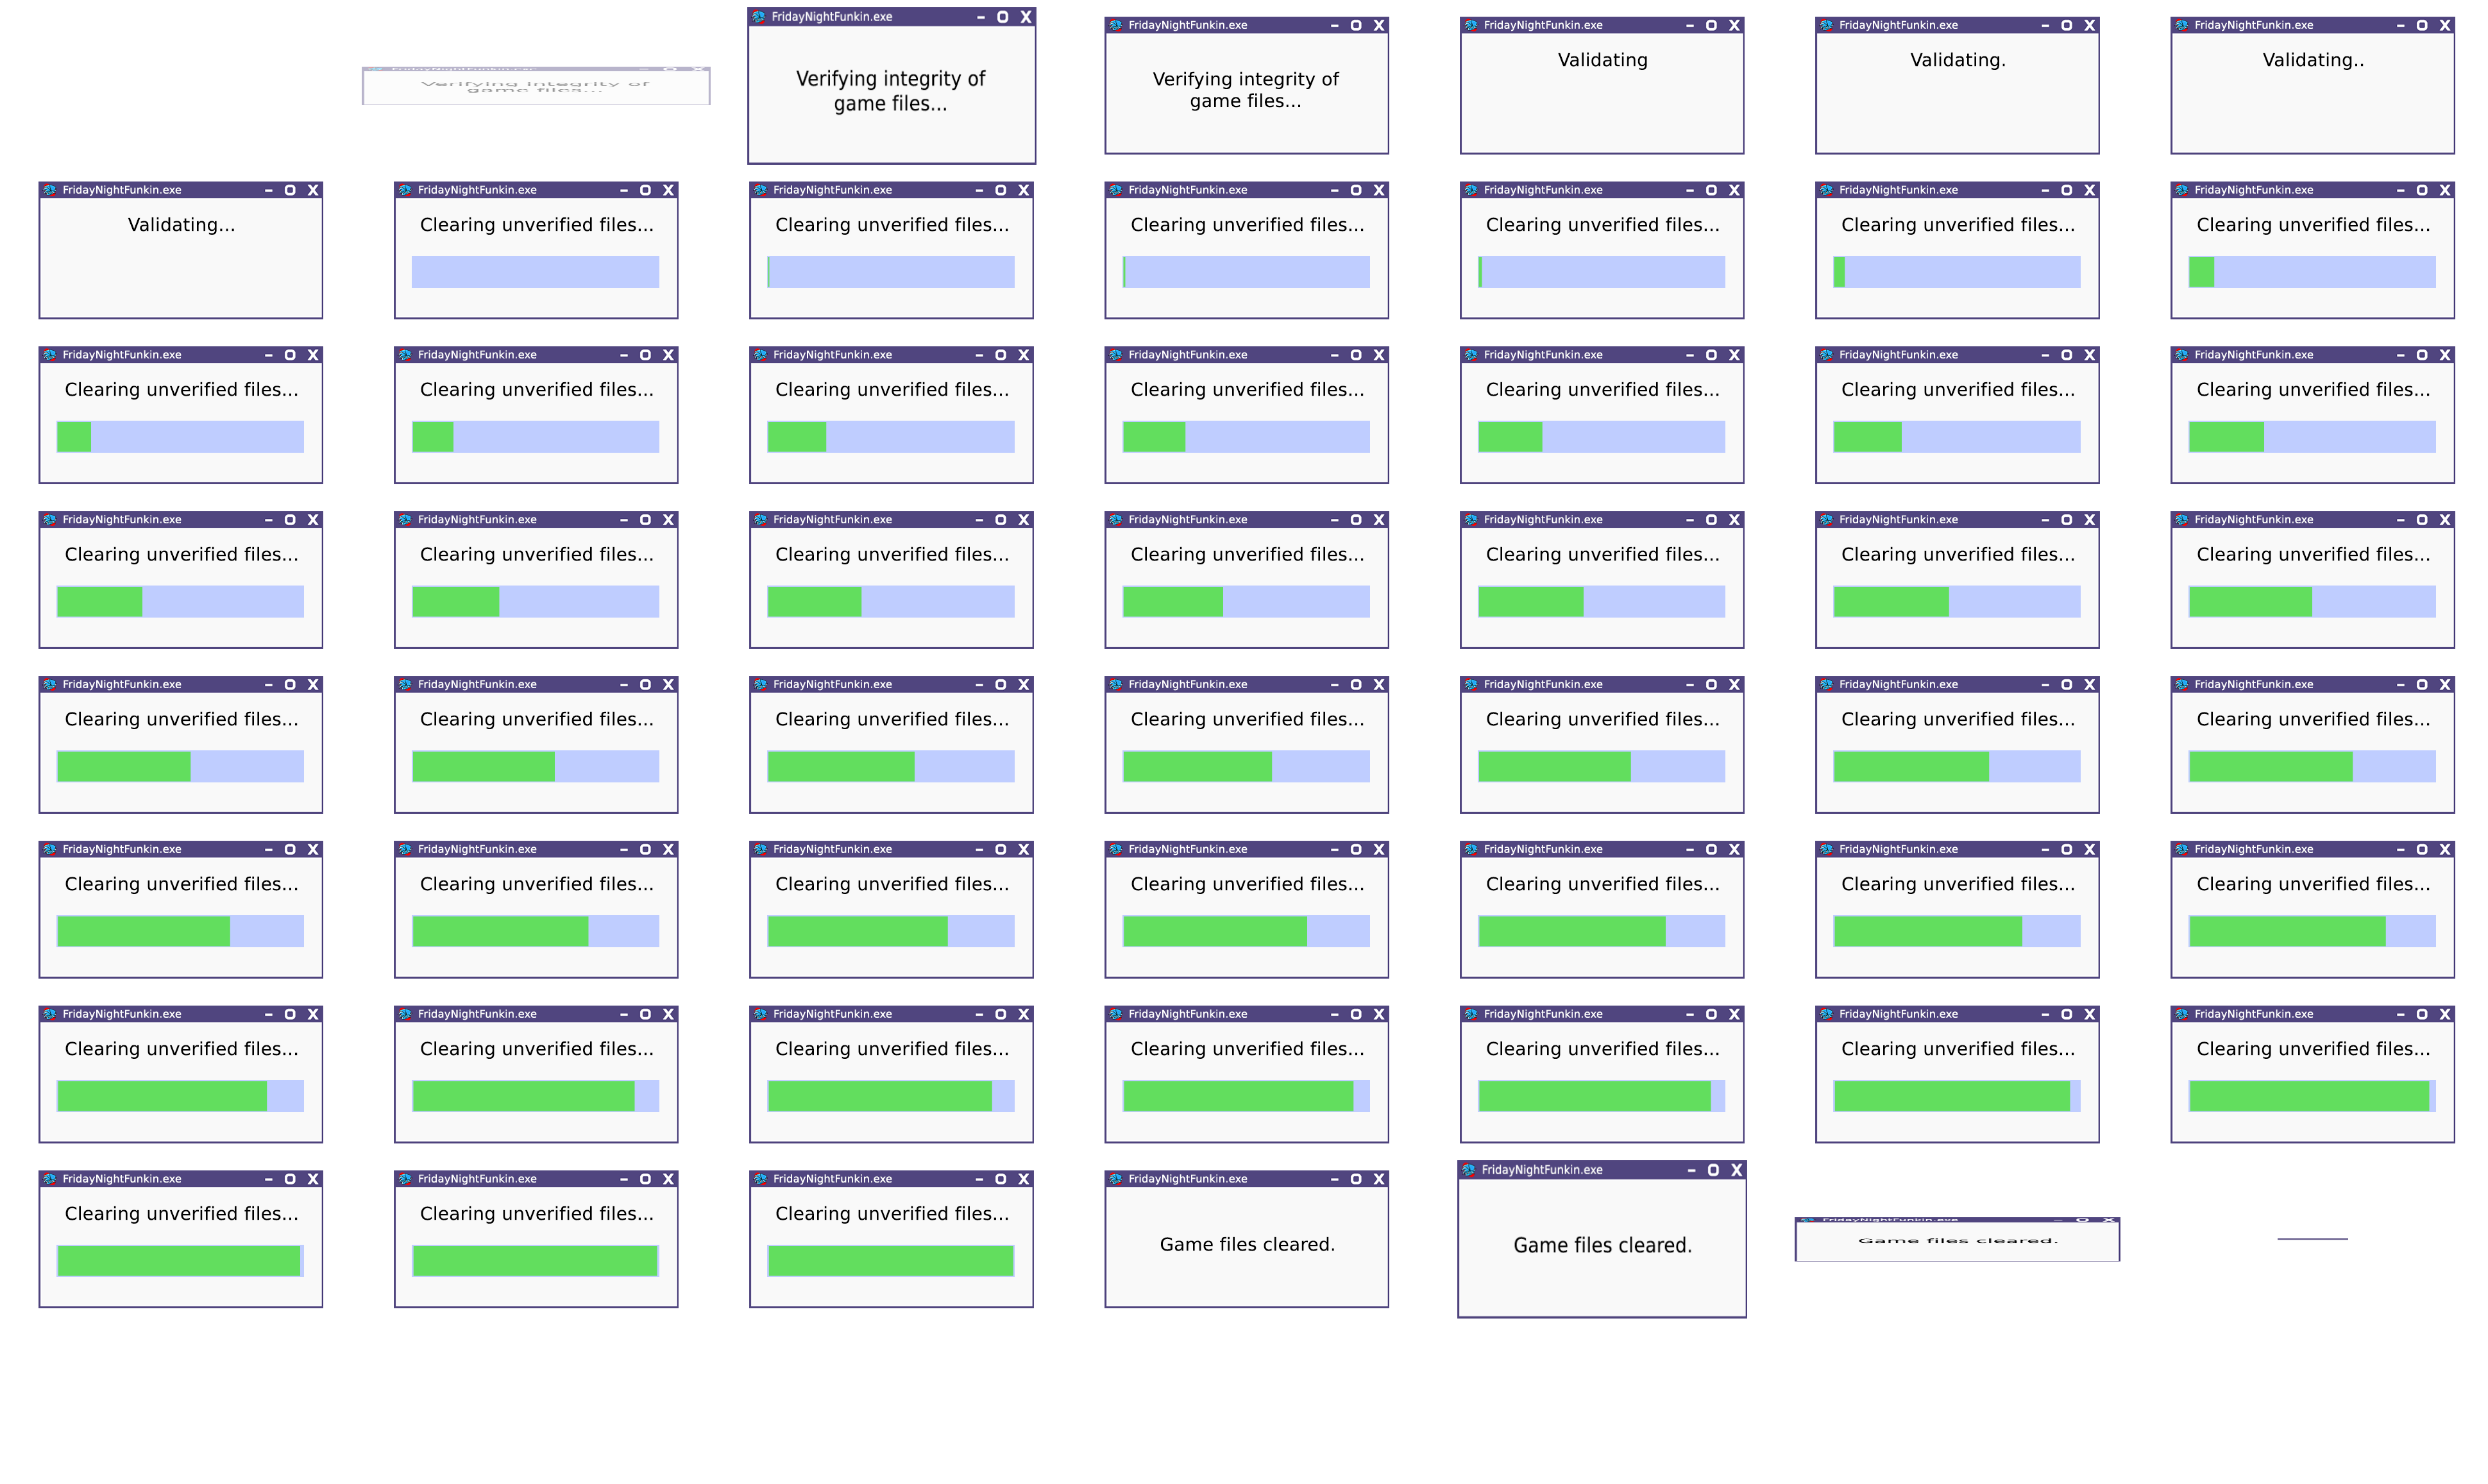 FridayNightFunkin.exe - O X
Verifying integrity of
game files...
FridayNightFunkin.exe - O X
Verifying integrity of
game files...
FridayNightFunkin.exe - O X
Verifying integrity of
game files...
FridayNightFunkin.exe - O X
Validating
FridayNightFunkin.exe - O X
Validating.
FridayNightFunkin.exe - O X
Validating..
FridayNightFunkin.exe - O X
Validating...
FridayNightFunkin.exe - O X
Clearing unverified files...
FridayNightFunkin.exe - O X
Clearing unverified files...
FridayNightFunkin.exe - O X
Clearing unverified files...
FridayNightFunkin.exe - O X
Clearing unverified files...
FridayNightFunkin.exe - O X
Clearing unverified files...
FridayNightFunkin.exe - O X
Clearing unverified files...
FridayNightFunkin.exe - O X
Clearing unverified files...
FridayNightFunkin.exe - O X
Clearing unverified files...
FridayNightFunkin.exe - O X
Clearing unverified files...
FridayNightFunkin.exe - O X
Clearing unverified files...
FridayNightFunkin.exe - O X
Clearing unverified files...
FridayNightFunkin.exe - O X
Clearing unverified files...
FridayNightFunkin.exe - O X
Clearing unverified files...
FridayNightFunkin.exe - O X
Clearing unverified files...
FridayNightFunkin.exe - O X
Clearing unverified files...
FridayNightFunkin.exe - O X
Clearing unverified files...
FridayNightFunkin.exe - O X
Clearing unverified files...
FridayNightFunkin.exe - O X
Clearing unverified files...
FridayNightFunkin.exe - O X
Clearing unverified files...
FridayNightFunkin.exe - O X
Clearing unverified files...
FridayNightFunkin.exe - O X
Clearing unverified files...
FridayNightFunkin.exe - O X
Clearing unverified files...
FridayNightFunkin.exe - O X
Clearing unverified files...
FridayNightFunkin.exe - O X
Clearing unverified files...
FridayNightFunkin.exe - O X
Clearing unverified files...
FridayNightFunkin.exe - O X
Clearing unverified files...
FridayNightFunkin.exe - O X
Clearing unverified files...
FridayNightFunkin.exe - O X
Clearing unverified files...
FridayNightFunkin.exe - O X
Clearing unverified files...
FridayNightFunkin.exe - O X
Clearing unverified files...
FridayNightFunkin.exe - O X
Clearing unverified files...
FridayNightFunkin.exe - O X
Clearing unverified files...
FridayNightFunkin.exe - O X
Clearing unverified files...
FridayNightFunkin.exe - O X
Clearing unverified files...
FridayNightFunkin.exe - O X
Clearing unverified files...
FridayNightFunkin.exe - O X
Clearing unverified files...
FridayNightFunkin.exe - O X
Clearing unverified files...
FridayNightFunkin.exe - O X
Clearing unverified files...
FridayNightFunkin.exe - O X
Clearing unverified files...
FridayNightFunkin.exe - O X
Clearing unverified files...
FridayNightFunkin.exe - O X
Clearing unverified files...
FridayNightFunkin.exe - O X
Clearing unverified files...
FridayNightFunkin.exe - O X
Clearing unverified files...
FridayNightFunkin.exe - O X
Clearing unverified files...
FridayNightFunkin.exe - O X
Game files cleared.
FridayNightFunkin.exe - O X
Game files cleared.
FridayNightFunkin.exe - O X
Game files cleared.